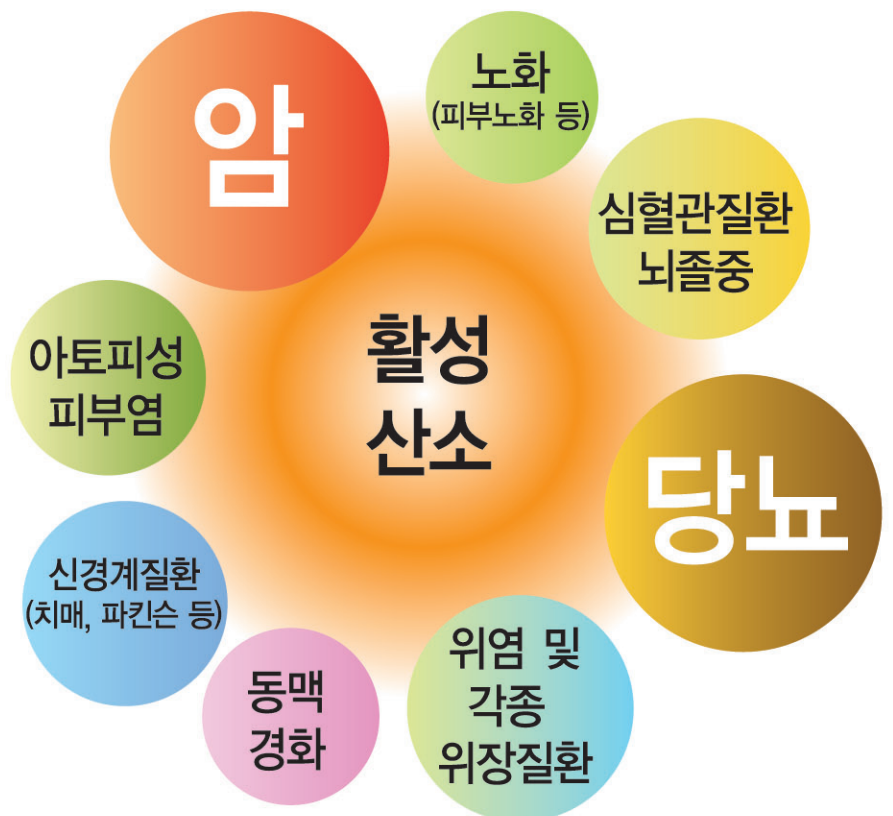 암
노화
(피부노화 등)
심혈관질환
뇌졸중
활성
산소
아토피성
피부염
당뇨
신경계질환
(치매, 파킨슨 등)
동맥
경화
위염 및
각종
위장질환